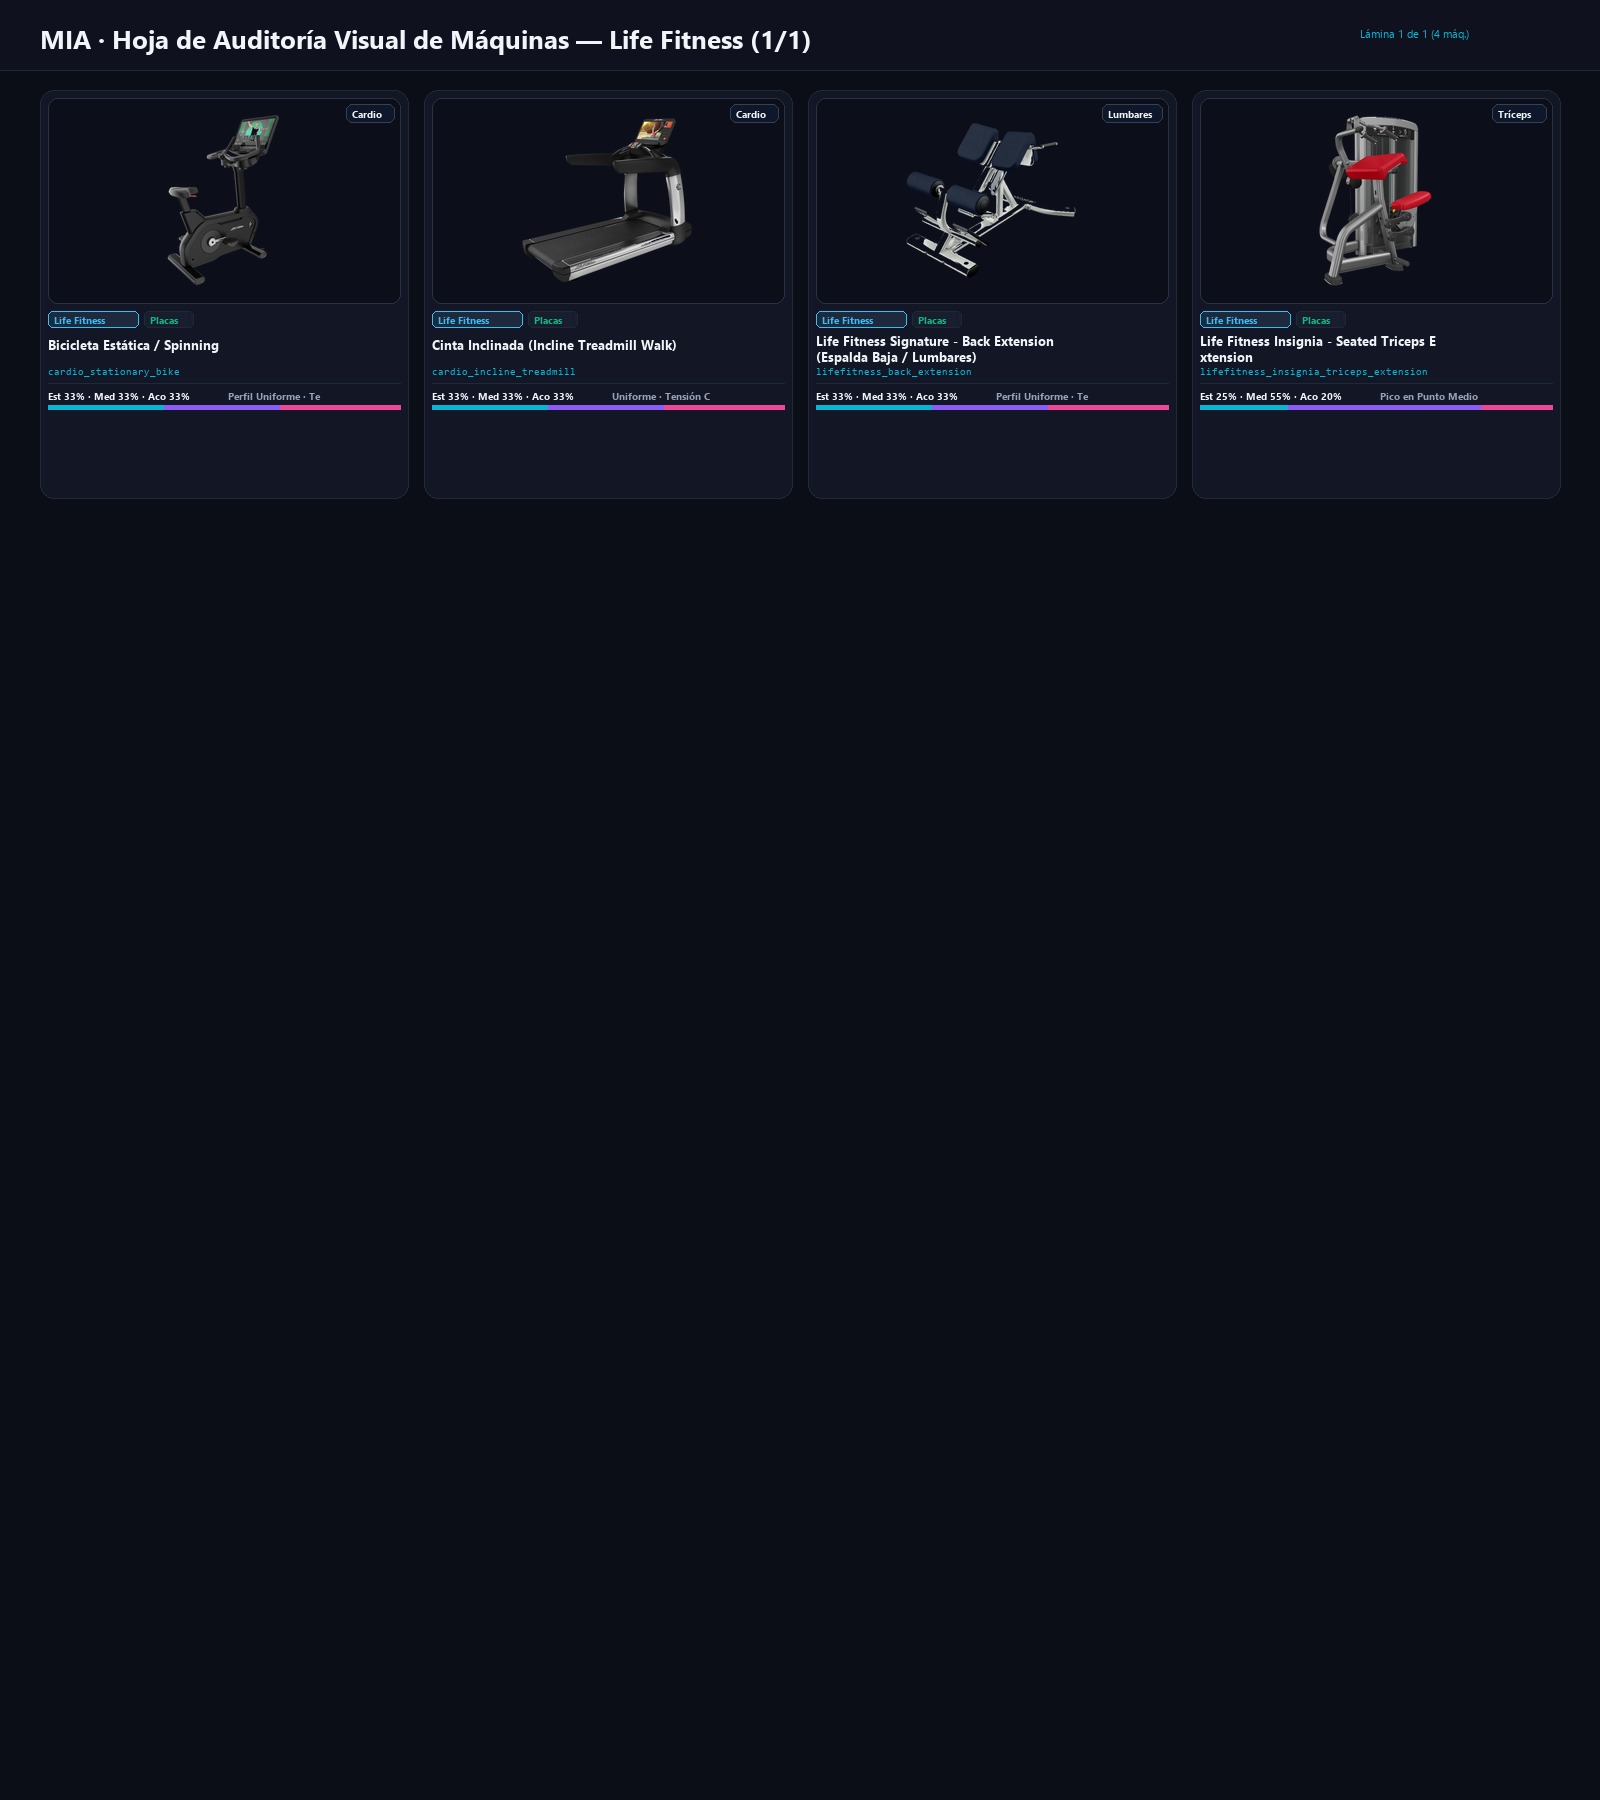 MIA · Hoja de Auditoría Visual de Máquinas — Life Fitness (1/1)
Lámina 1 de 1 (4 máq.)
Cardio
Life Fitness
Placas
Bicicleta Estática / Spinning
cardio_stationary_bike
Est 33% · Med 33% · Aco 33%
Perfil Uniforme · Te
Cardio
Life Fitness
Placas
Cinta Inclinada (Incline Treadmill Walk)
cardio_incline_treadmill
Est 33% · Med 33% · Aco 33%
Uniforme · Tensión C
Lumbares
Life Fitness
Placas
Life Fitness Signature - Back Extension
(Espalda Baja / Lumbares)
lifefitness_back_extension
Est 33% · Med 33% · Aco 33%
Perfil Uniforme · Te
Tríceps
Life Fitness
Placas
Life Fitness Insignia - Seated Triceps E
xtension
lifefitness_insignia_triceps_extension
Est 25% · Med 55% · Aco 20%
Pico en Punto Medio